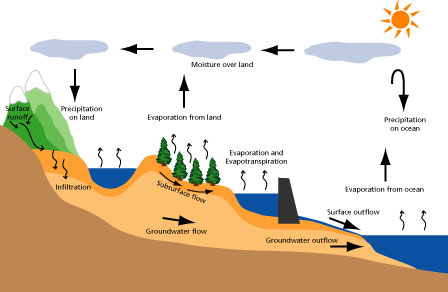 Moisture over land
Surface
runoff
Precipitation
on land
Evaporation from land
Precipitation
on ocean
Evaporation and
Evapotranspiration
Infiltration
Subsurface flow
Evaporation from ocean
Surface outflow
Groundwater flow
Groundwater outflow